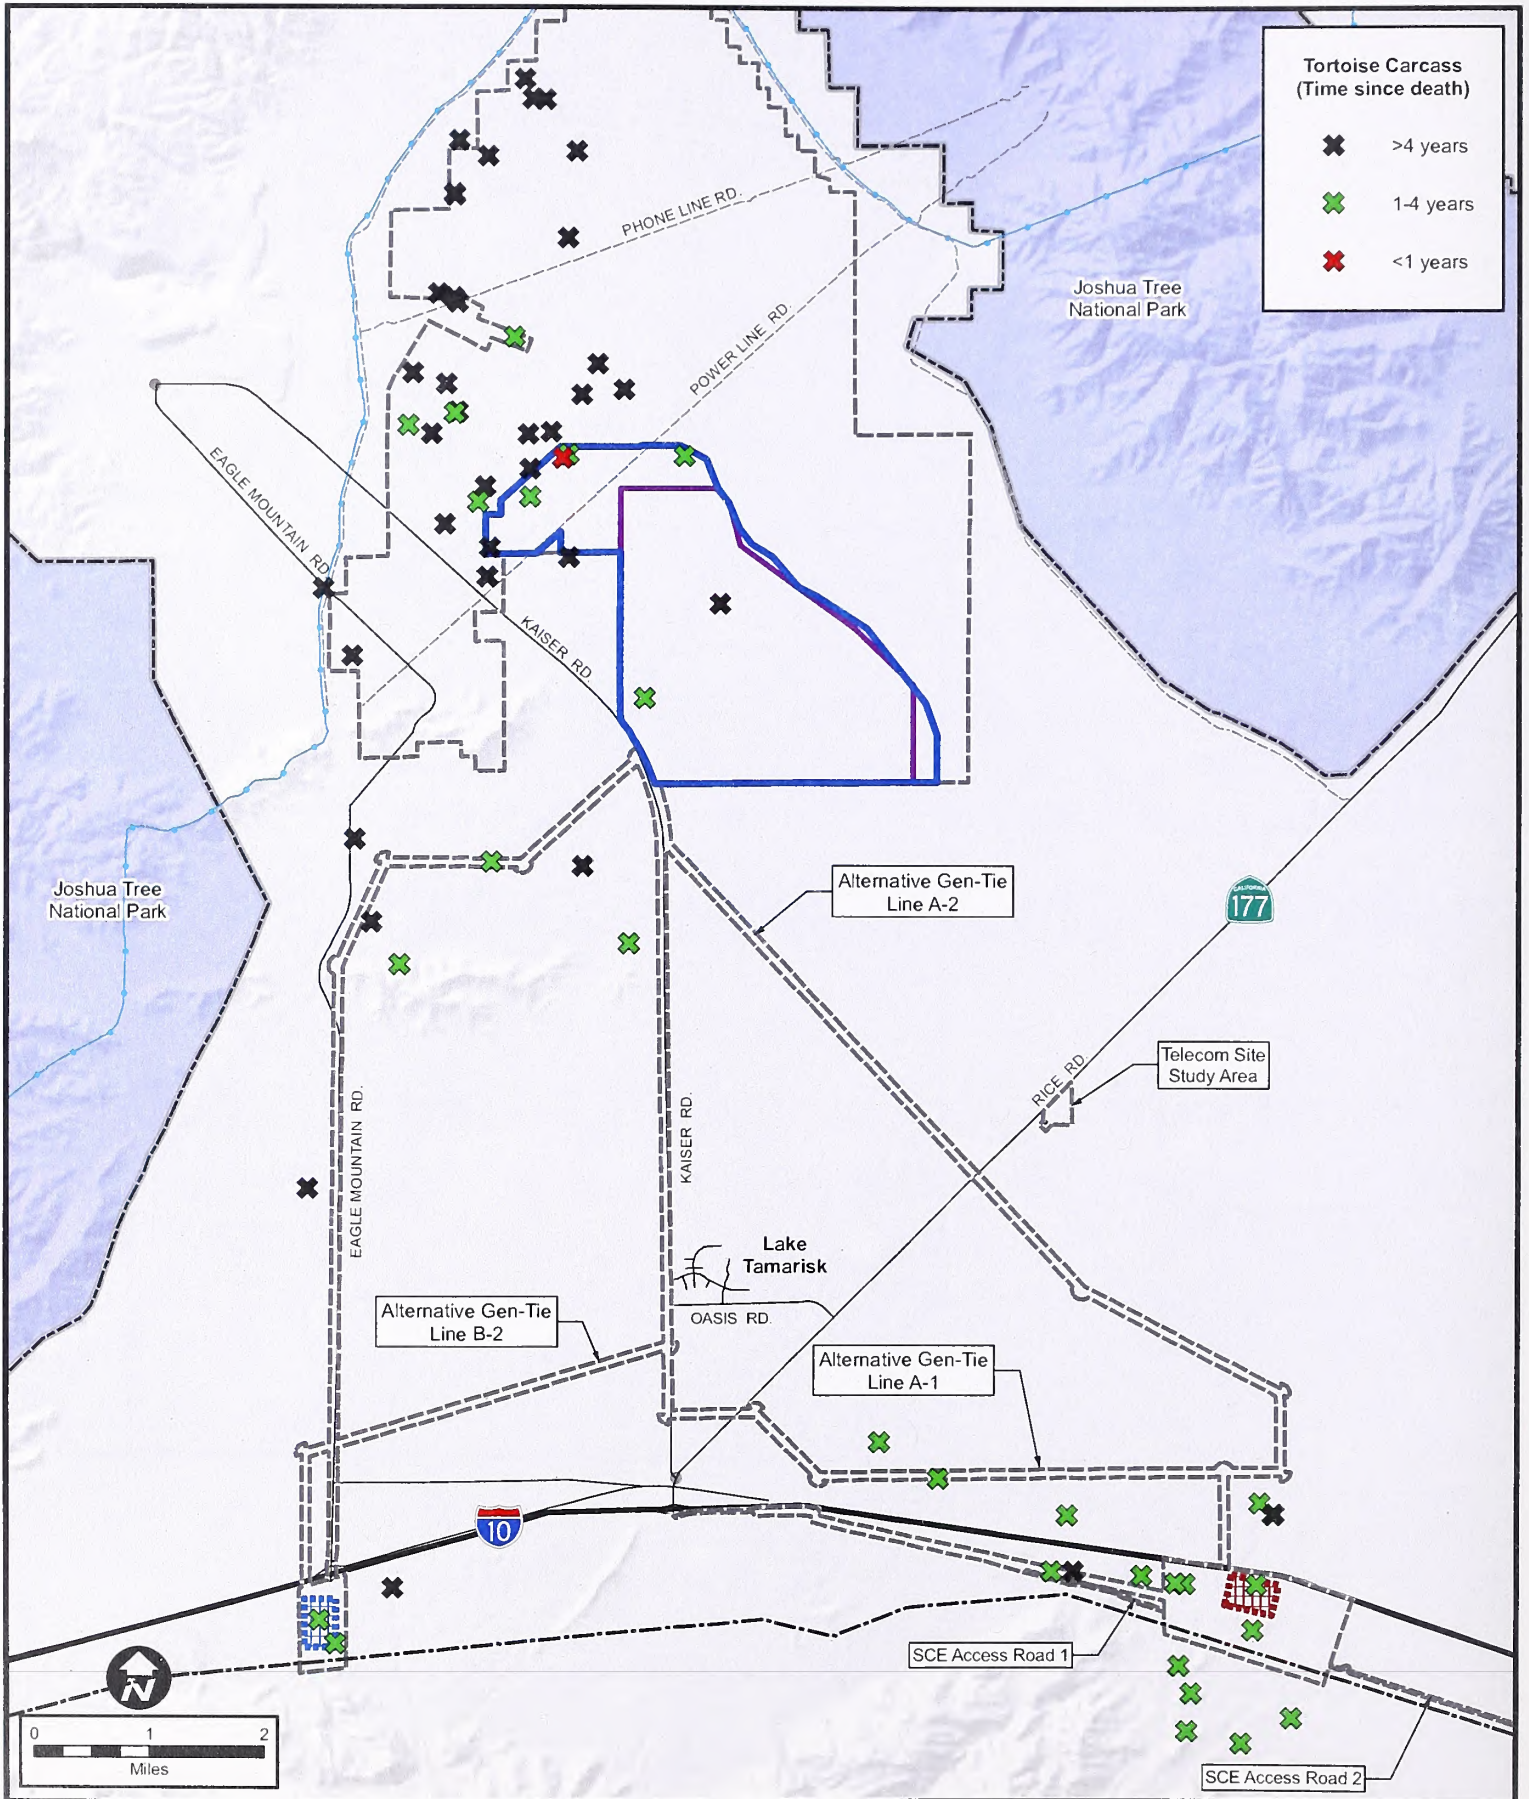 Tortoise Carcass
(Time since death)
>4 years
1-4 years
<1 years
PHONE LINE RD.
Joshua Tree
National Park
POWER LINE RD.
EAGLE MOUNTAIN RD.
KAISER RD.
Alternative Gen-Tie
Line A-2
Joshua Tree
National Park
CALIFORNIA
177
Telecom Site
Study Area
RICE RD.
EAGLE MOUNTAIN RD.
KAISER RD.
Lake
Tamarisk
OASIS RD.
Alternative Gen-Tie
Line B-2
Alternative Gen-Tie
Line A-1
10
SCE Access Road 1
N
0 1 2
Miles
SCE Access Road 2